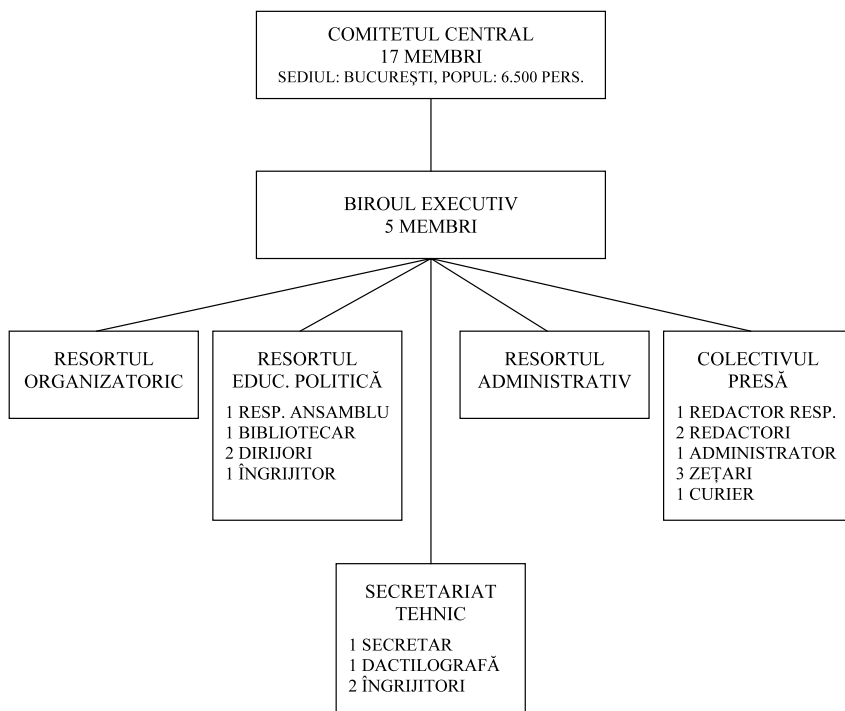 COMITETUL CENTRAL
17 MEMBRI
SEDIUL: BUCUREȘTI, POPUL: 6.500 PERS.
BIROUL EXECUTIV
5 MEMBRI
RESORTUL
ORGANIZATORIC
RESORTUL
EDUC. POLITICĂ
1 RESP. ANSAMBLU
1 BIBLIOTECAR
2 DIRIJORI
1 ÎNGRIJITOR
RESORTUL
ADMINISTRATIV
COLECTIVUL
PRESĂ
1 REDACTOR RESP.
2 REDACTORI
1 ADMINISTRATOR
3 ZEȚARI
1 CURIER
SECRETARIAT
TEHNIC
1 SECRETAR
1 DACTILOGRAFĂ
2 ÎNGRIJITORI